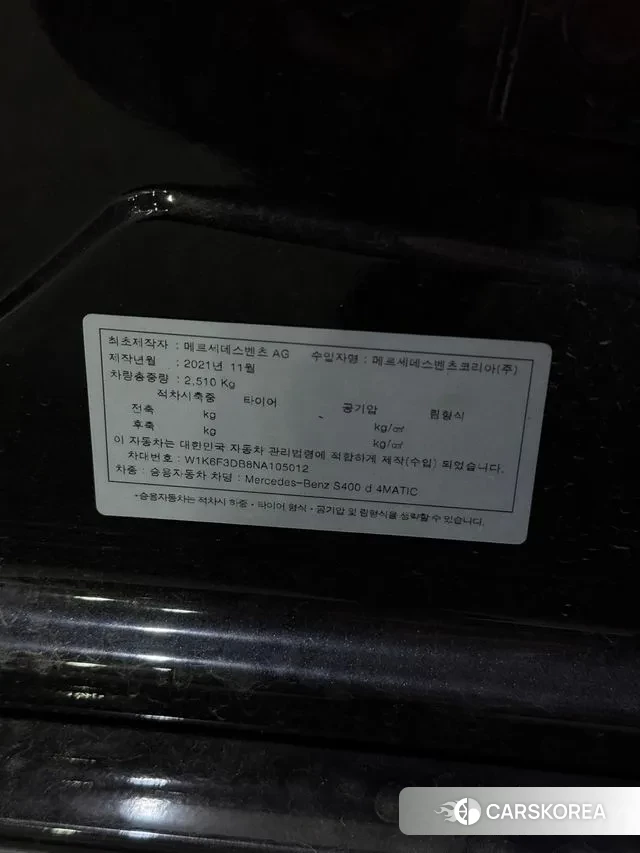 최초제작자 : 메르세데스벤츠 AG 수입자명 : 메르세데스벤츠코리아(주)
제작년월 : 2021년 11월
차량총중량 : 2,510 Kg
적차시축중 타이어 공기압 림형식
전축 kg kg/㎠
후축 kg kg/㎠
이 자동차는 대한민국 자동차 관리법령에 적합하게 제작(수입) 되었습니다.
차대번호 : W1K6F3DB8NA105012
차종 : 승용자동차 차명 : Mercedes-Benz S400 d 4MATIC
*승용자동차는 적차시 하중·타이어 형식·공기압 및 림형식을 생략할 수 있습니다.
CARSKOREA